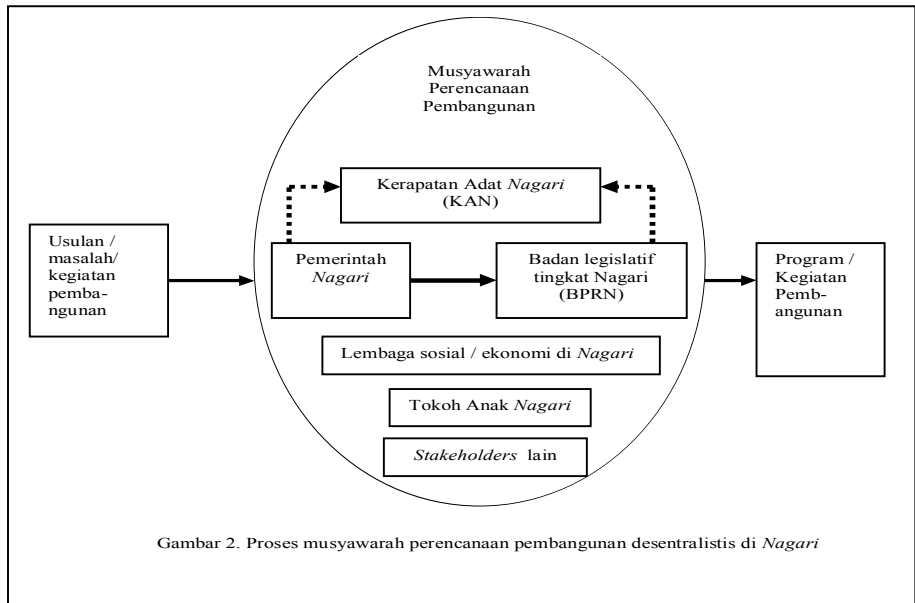 Musyawarah
Perencanaan
Pembangunan
Kerapatan Adat Nagari
(KAN)
Usulan /
masalah/
kegiatan
pemba-
ngunan
Pemerintah
Nagari
Badan legislatif
tingkat Nagari
(BPRN)
Program /
Kegiatan
Pemb-
angunan
Lembaga sosial / ekonomi di Nagari
Tokoh Anak Nagari
Stakeholders lain
Gambar 2. Proses musyawarah perencanaan pembangunan desentralistis di Nagari